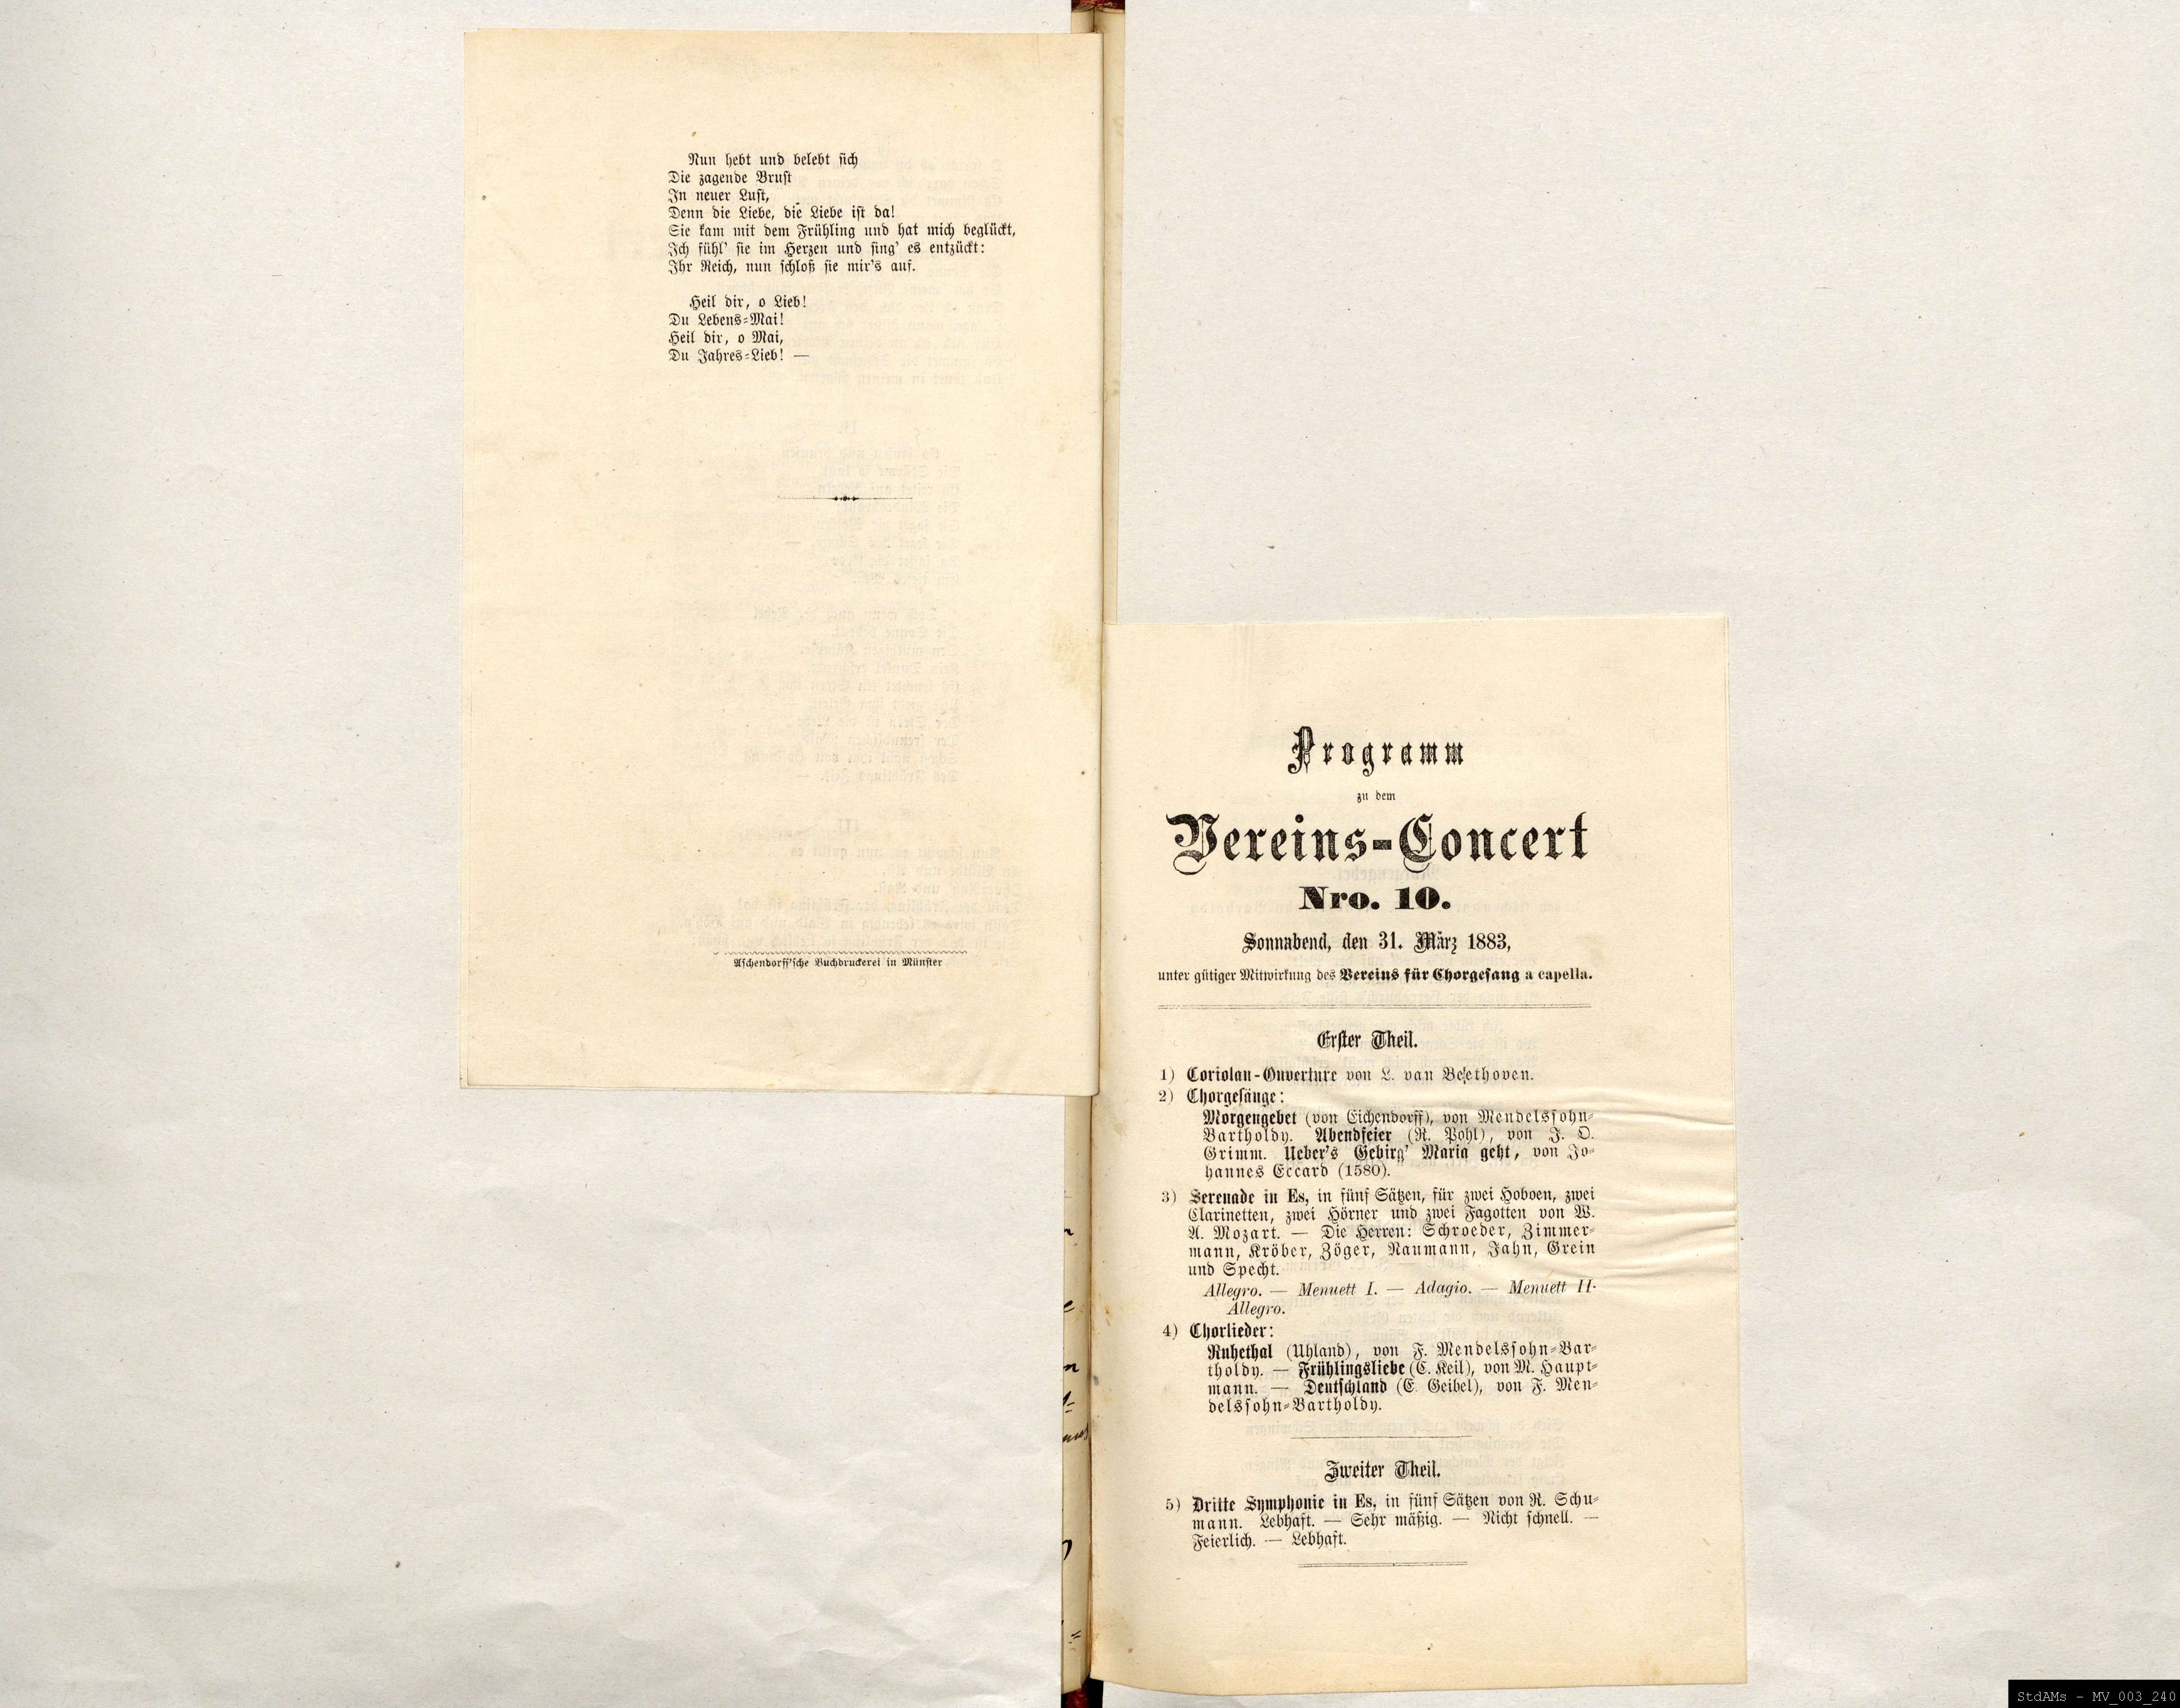 Nun hebt und belebt sich
Die zagende Brust
In neuer Lust,
Denn die Liebe, die Liebe ist da!
Sie kam mit dem Frühling und hat mich beglückt,
Ich fühl' sie im Herzen und sing' es entzückt:
Ihr Reich, nun schloß sie mir's auf.
Heil dir, o Lieb!
Du Lebens-Mai!
Heil dir, o Mai,
Du Jahres-Lieb! —
Aschendorff'sche Buchdruckerei in Münster
Programm
zu dem
Vereins-Concert
Nro. 10.
Sonnabend, den 31. März 1883,
unter gütiger Mitwirkung des Vereins für Chorgesang a capella.
Erster Theil.
1) Coriolan-Ouverture von L. van Beethoven.
2) Chorgesänge:
Morgengebet (von Eichendorff), von Mendelssohn-
Bartholdy. Abendfeier (R. Pohl), von J. O.
Grimm. Ueber's Gebirg' Maria geht, von Jo-
hannes Eccard (1580).
3) Serenade in Es, in fünf Sätzen, für zwei Hoboen, zwei
Clarinetten, zwei Hörner und zwei Fagotten von W.
A. Mozart. — Die Herren: Schroeder, Zimmer-
mann, Kröber, Zöger, Naumann, Jahn, Grein
und Specht.
Allegro. — Menuett I. — Adagio. — Menuett II.
Allegro.
4) Chorlieder:
Ruhethal (Uhland), von F. Mendelssohn-Bar-
tholdy. — Frühlingsliebe (C. Keil), von M. Haupt-
mann. — Deutschland (E. Geibel), von F. Men-
delssohn-Bartholdy.
Zweiter Theil.
5) Dritte Symphonie in Es, in fünf Sätzen von R. Schu-
mann. Lebhaft. — Sehr mäßig. — Nicht schnell. —
Feierlich. — Lebhaft.
StdAMs - MV_003_240